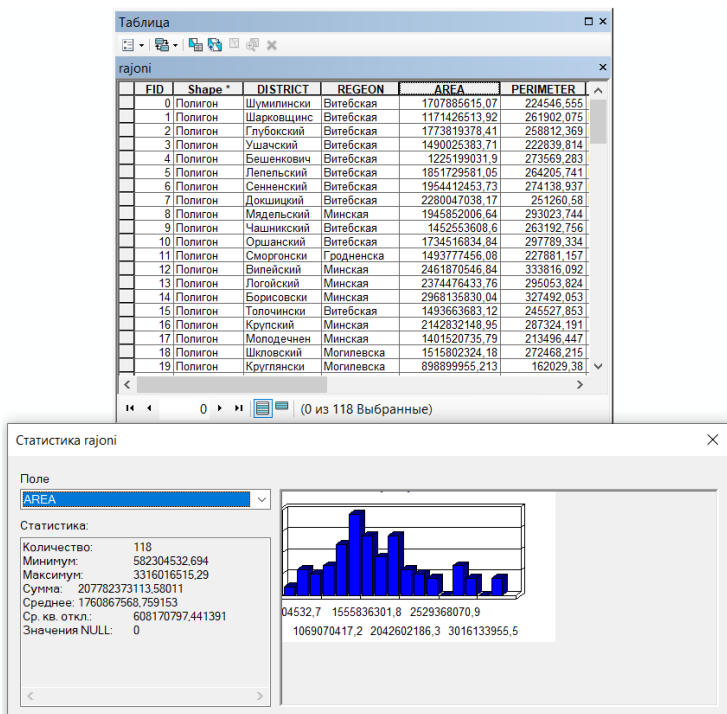 Таблица
rajoni
FID Shape * DISTRICT REGEON AREA PERIMETER
0 Полигон Шумилински Витебская 1707885615,07 224546,555
1 Полигон Шарковщинс Витебская 1171426513,92 261902,075
2 Полигон Глубокский Витебская 1773819378,41 258812,369
3 Полигон Ушачский Витебская 1490025383,71 222839,814
4 Полигон Бешенкович Витебская 1225199031,9 273569,283
5 Полигон Лепельский Витебская 1851729581,05 264205,741
6 Полигон Сенненский Витебская 1954412453,73 274138,937
7 Полигон Докшицкий Витебская 2280047038,17 251260,58
8 Полигон Мядельский Минская 1945852006,64 293023,744
9 Полигон Чашникский Витебская 1452553608,6 263192,756
10 Полигон Оршанский Витебская 1734516834,84 297789,334
11 Полигон Сморгонски Гродненска 1493777456,08 227881,157
12 Полигон Вилейский Минская 2461870546,84 333816,092
13 Полигон Логойский Минская 2374476433,76 295053,824
14 Полигон Борисовски Минская 2968135830,04 327492,053
15 Полигон Толочински Витебская 1493663683,12 245527,853
16 Полигон Крупский Минская 2142832148,95 287324,191
17 Полигон Молодечнен Минская 1401520735,79 213496,447
18 Полигон Шкловский Могилевска 1515802324,18 272468,215
19 Полигон Круглянски Могилевска 898899955,213 162029,38
0 (0 из 118 Выбранные)
Статистика rajoni
Поле
AREA
Статистика:
Количество: 118
Минимум: 582304532,694
Максимум: 3316016515,29
Сумма: 207782373113,58011
Среднее: 1760867568,759153
Ср. кв. откл.: 608170797,441391
Значения NULL: 0
04532,7 1555836301,8 2529368070,9
1069070417,2 2042602186,3 3016133955,5